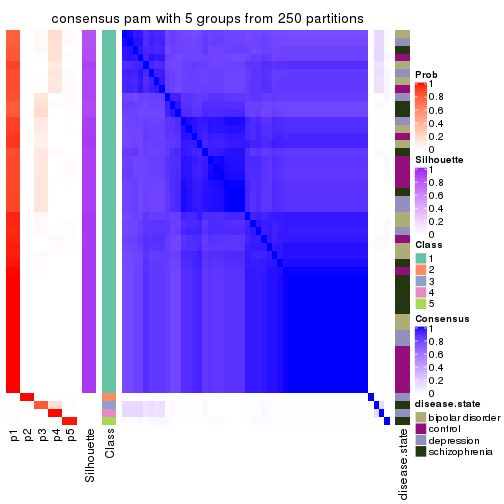 consensus pam with 5 groups from 250 partitions
Prob
1
0.8
0.6
0.4
0.2
0
Silhouette
1
0.8
0.6
0.4
0.2
0
Class
1
2
3
4
5
Consensus
1
0.8
0.6
0.4
0.2
0
disease.state
bipolar disorder
control
depression
schizophrenia
p1
p2
p3
p4
p5
Silhouette
Class
disease.state